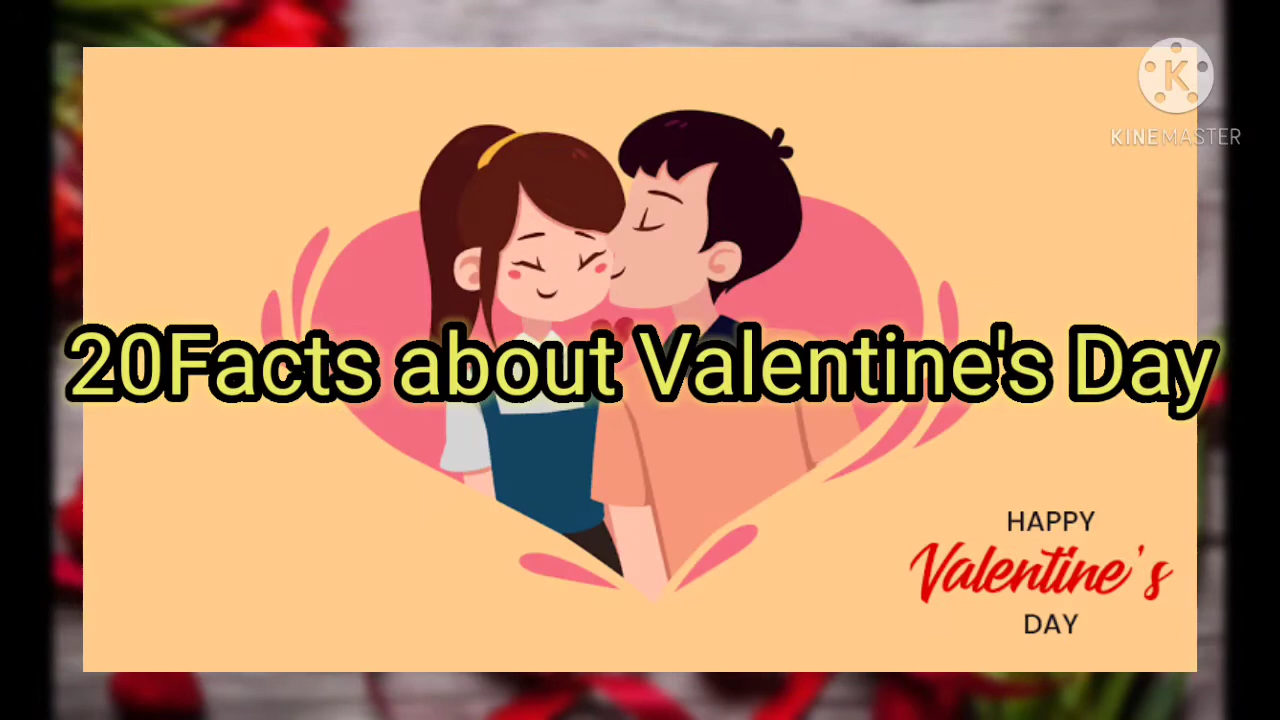 K
KINEMASTER
20Facts about Valentine's Day
HAPPY
Valentine's
DAY